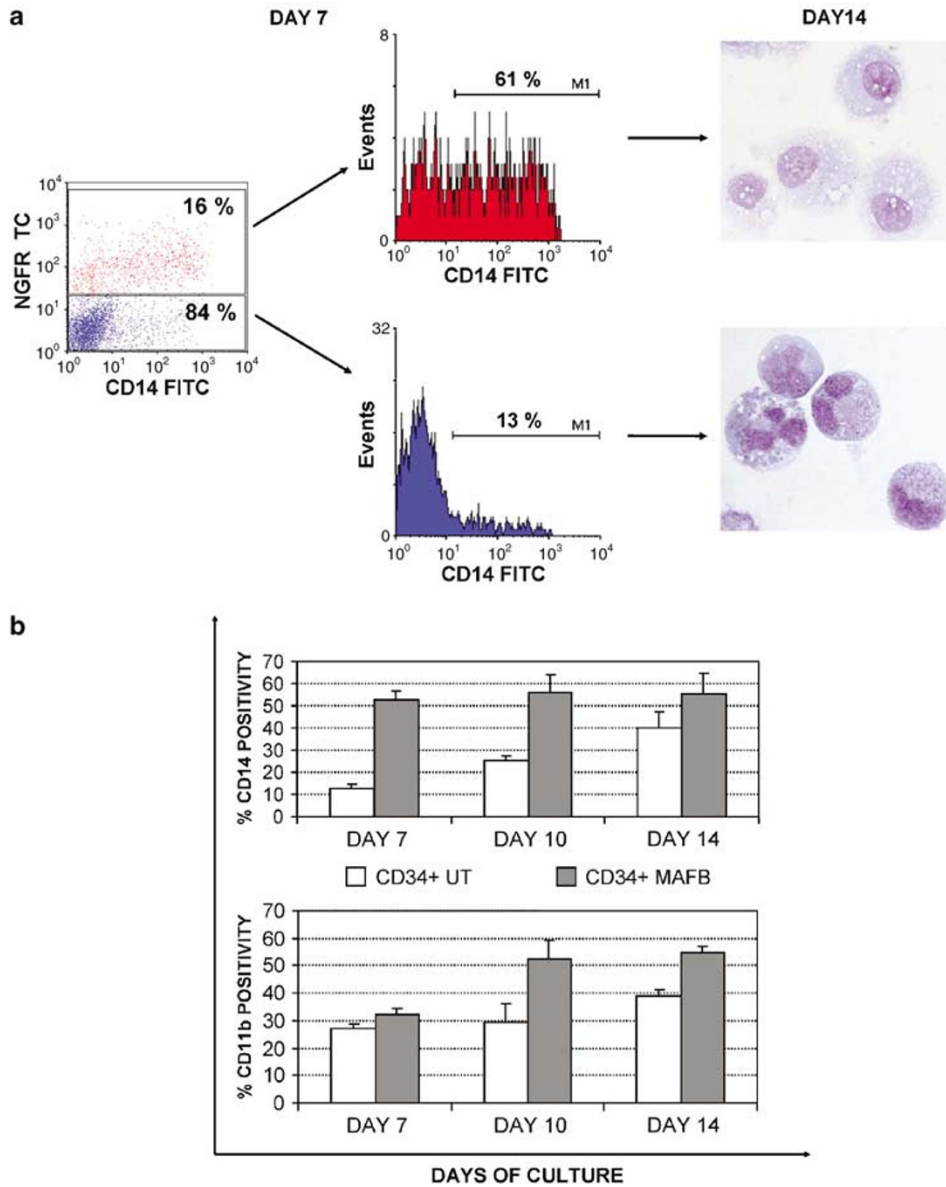 a
DAY 7
DAY14
8
61 %
M1
Events
0
10^0 10^1 10^2 10^3 10^4
CD14 FITC
10^4
10^3
10^2
10^1
10^0
NGFR TC
16 %
84 %
10^0 10^1 10^2 10^3 10^4
CD14 FITC
32
13 %
M1
Events
0
10^0 10^1 10^2 10^3 10^4
CD14 FITC
b
% CD14 POSITIVITY
70
60
50
40
30
20
10
0
DAY 7 DAY 10 DAY 14
CD34+ UT CD34+ MAFB
% CD11b POSITIVITY
70
60
50
40
30
20
10
0
DAY 7 DAY 10 DAY 14
DAYS OF CULTURE